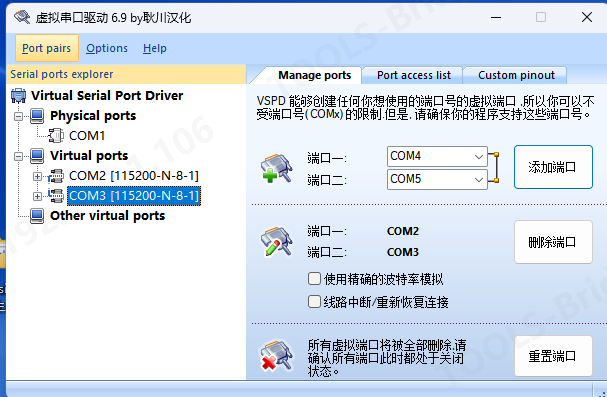 虚拟串口驱动 6.9 by耿川汉化
Port pairs Options Help
Serial ports explorer
Virtual Serial Port Driver
Physical ports
COM1
Virtual ports
COM2 [115200-N-8-1]
COM3 [115200-N-8-1]
Other virtual ports
Manage ports Port access list Custom pinout
VSPD 能够创建任何你想使用的端口号的虚拟端口,所以你可以不
受端口号(COMx)的限制,但是,请确保你的程序支持这些端口号。
端口一: COM4
端口二: COM5
添加端口
端口一: COM2
端口二: COM3
删除端口
使用精确的波特率模拟
线路中断/重新恢复连接
所有虚拟端口将被全部删除,请
确认所有端口此时都处于关闭
状态。
重置端口